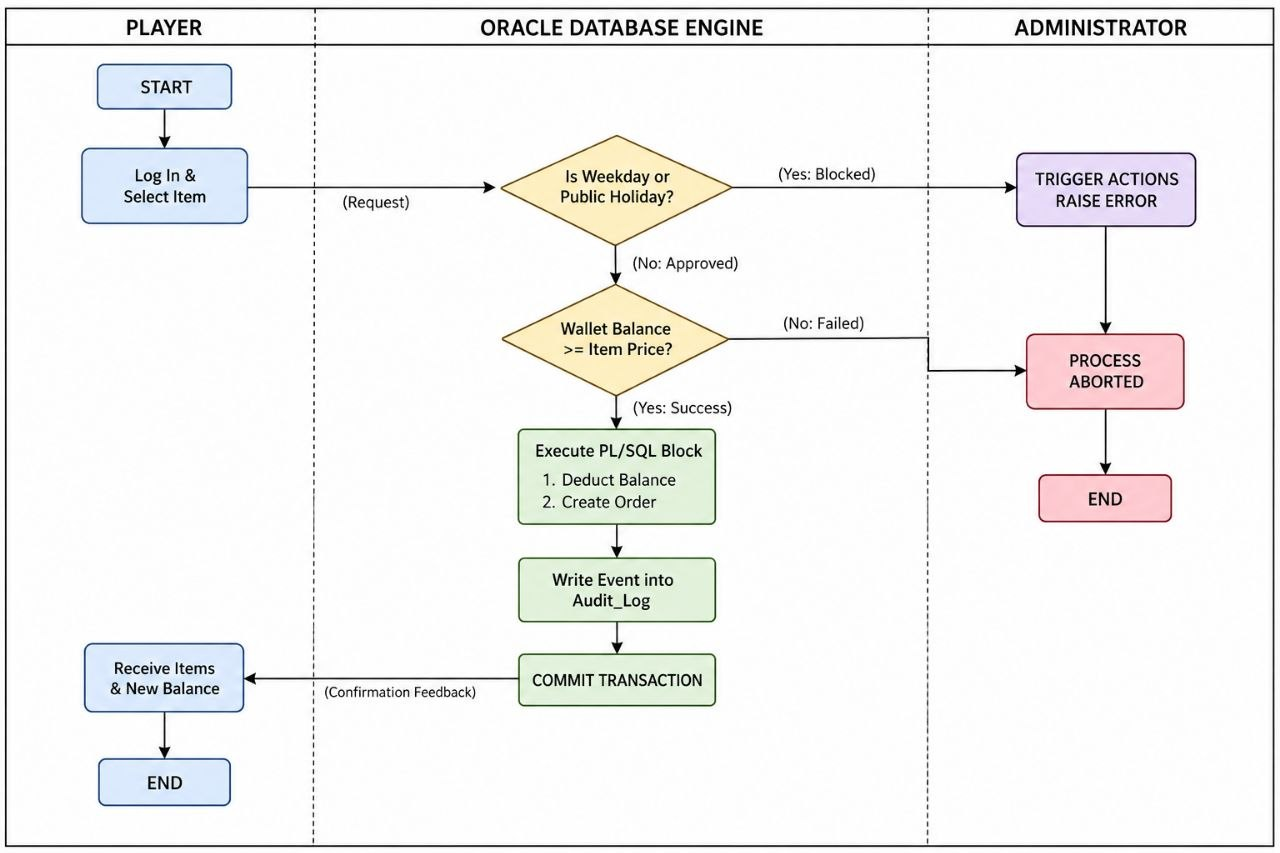 PLAYER
ORACLE DATABASE ENGINE
ADMINISTRATOR
START
Log In &
Select Item
(Request)
Is Weekday or
Public Holiday?
(Yes: Blocked)
TRIGGER ACTIONS
RAISE ERROR
(No: Approved)
Wallet Balance
>= Item Price?
(No: Failed)
PROCESS
ABORTED
(Yes: Success)
Execute PL/SQL Block
1. Deduct Balance
2. Create Order
END
Write Event into
Audit_Log
COMMIT TRANSACTION
(Confirmation Feedback)
Receive Items
& New Balance
END